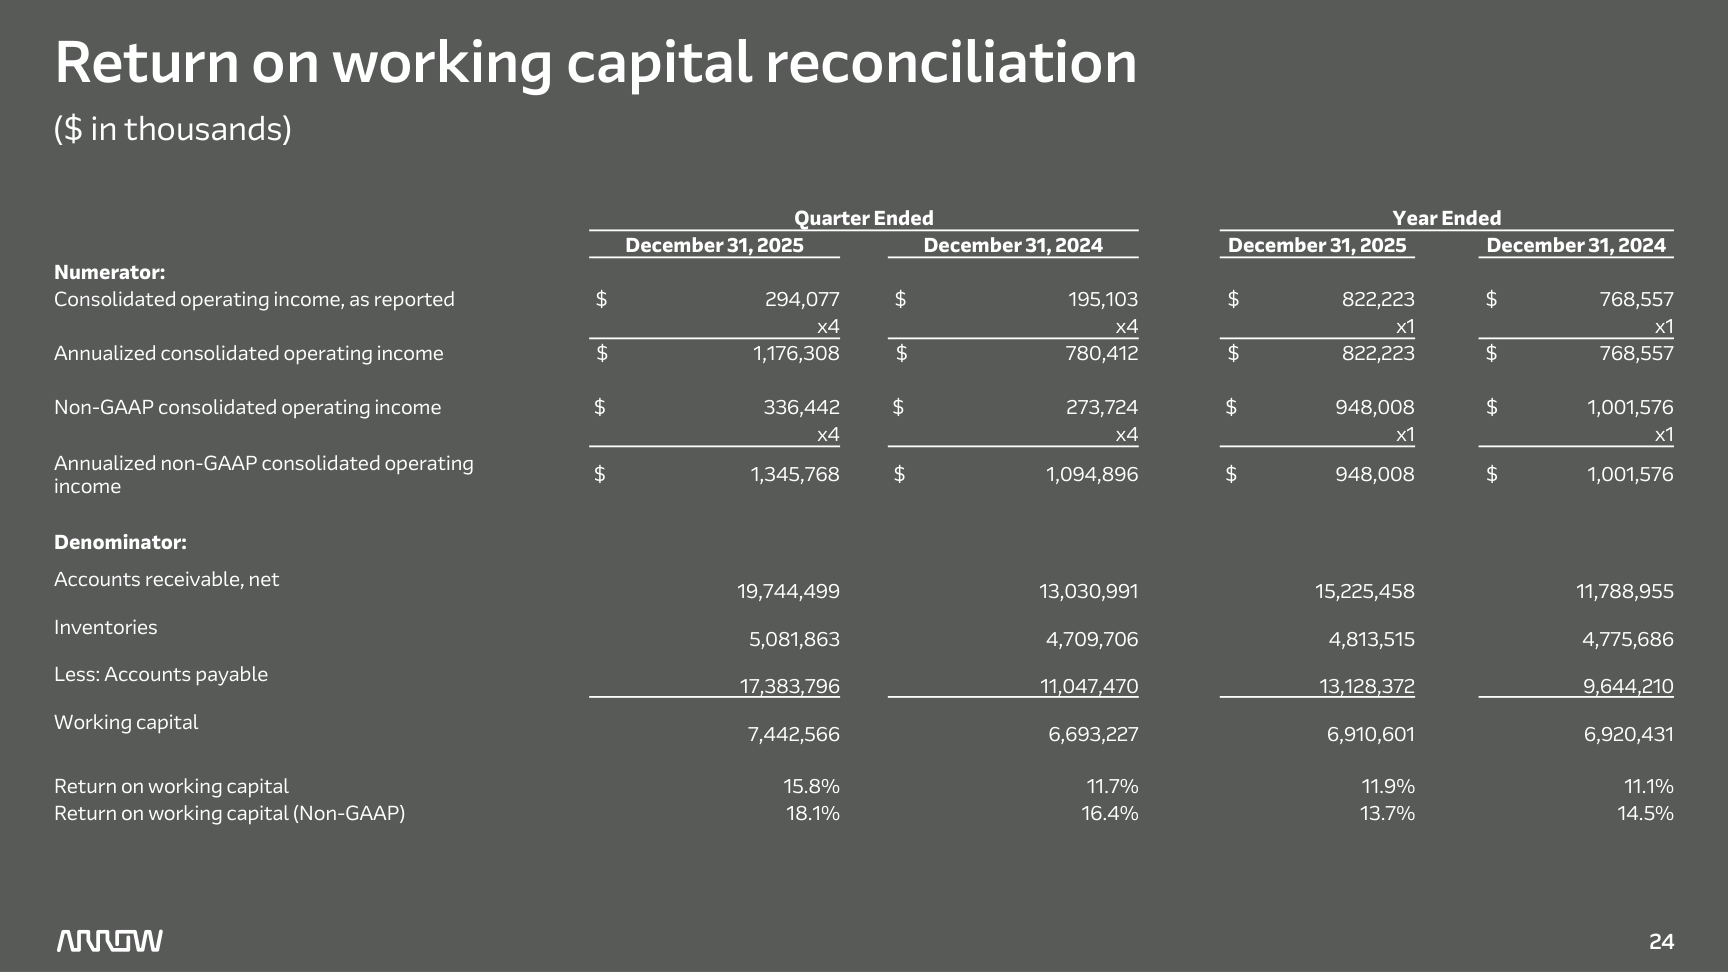 Return on working capital reconciliation
($ in thousands)
Quarter Ended Year Ended
December 31, 2025 December 31, 2024 December 31, 2025 December 31, 2024
Numerator:
Consolidated operating income, as reported $ 294,077 $ 195,103 $ 822,223 $ 768,557
x4 x4 x1 x1
Annualized consolidated operating income $ 1,176,308 $ 780,412 $ 822,223 $ 768,557
Non-GAAP consolidated operating income $ 336,442 $ 273,724 $ 948,008 $ 1,001,576
x4 x4 x1 x1
Annualized non-GAAP consolidated operating
income $ 1,345,768 $ 1,094,896 $ 948,008 $ 1,001,576
Denominator:
Accounts receivable, net 19,744,499 13,030,991 15,225,458 11,788,955
Inventories 5,081,863 4,709,706 4,813,515 4,775,686
Less: Accounts payable 17,383,796 11,047,470 13,128,372 9,644,210
Working capital 7,442,566 6,693,227 6,910,601 6,920,431
Return on working capital 15.8% 11.7% 11.9% 11.1%
Return on working capital (Non-GAAP) 18.1% 16.4% 13.7% 14.5%
ARROW 24